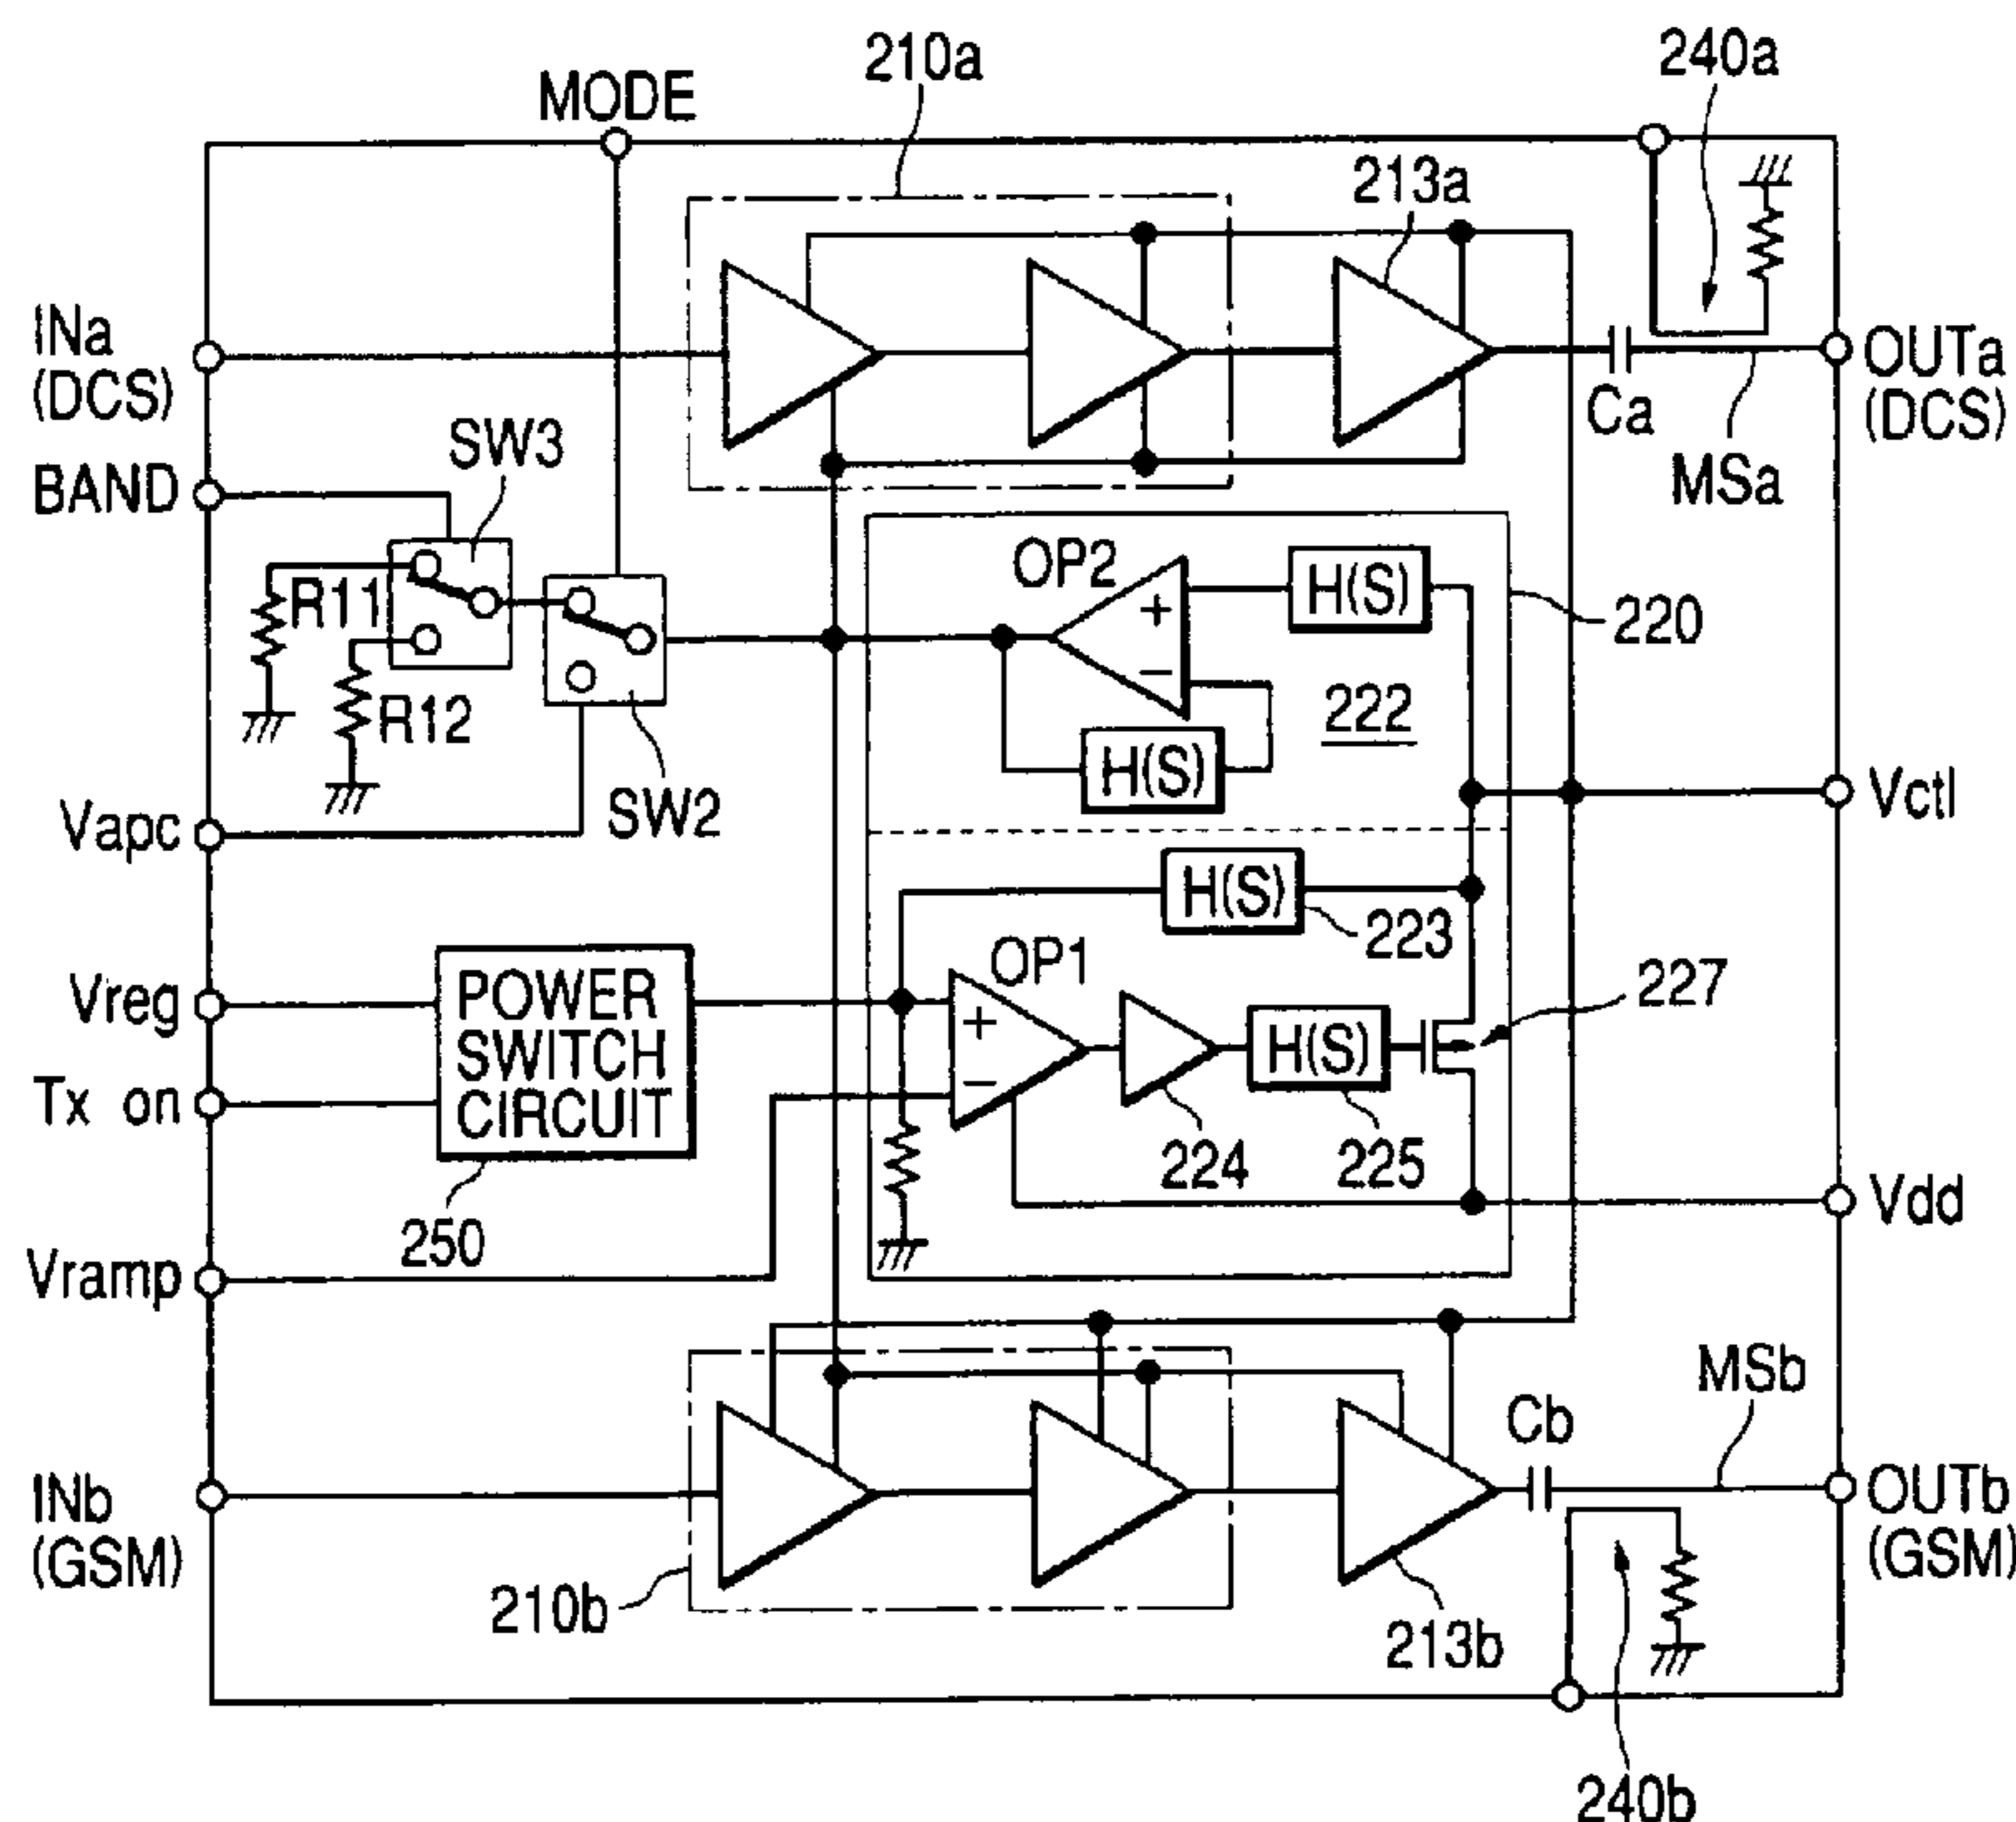 210a
240a
MODE
213a
INa
(DCS)
OUTa
(DCS)
Ca
SW3
BAND
MSa
OP2
H(S)
R11
+
220
−
222
R12
H(S)
SW2
Vapc
Vctl
H(S)
223
OP1
Vreg
POWER
SWITCH
CIRCUIT
+
−
H(S)
227
Tx on
224
225
Vdd
250
Vramp
MSb
Cb
INb
(GSM)
OUTb
(GSM)
210b
213b
240b